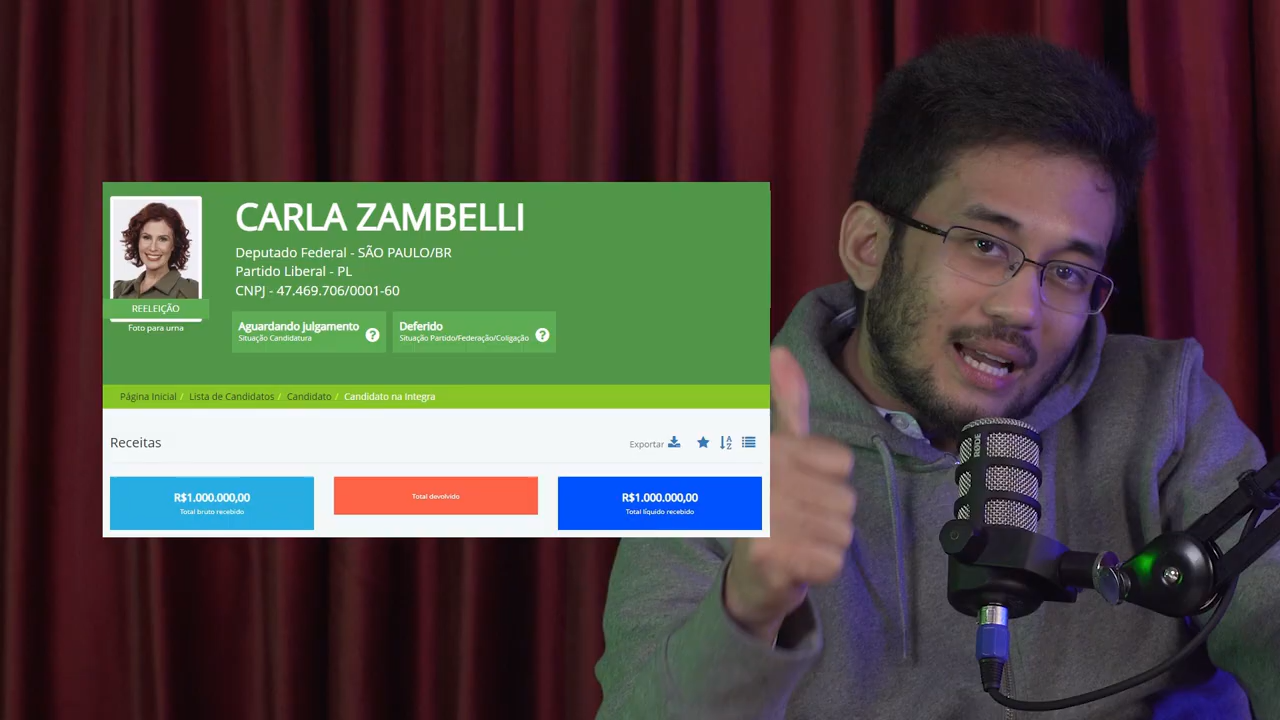 CARLA ZAMBELLI
Deputado Federal - SÃO PAULO/BR
Partido Liberal - PL
CNPJ - 47.469.706/0001-60
REELEIÇÃO
Foto para urna
Aguardando julgamento
Situação Candidatura
?
Deferido
Situação Partido/Federação/Coligação
?
Página Inicial / Lista de Candidatos / Candidato / Candidato na Integra
Receitas
Exportar
A
Z
R$1.000.000,00
Total bruto recebido
Total devolvido
R$1.000.000,00
Total líquido recebido
RØDE